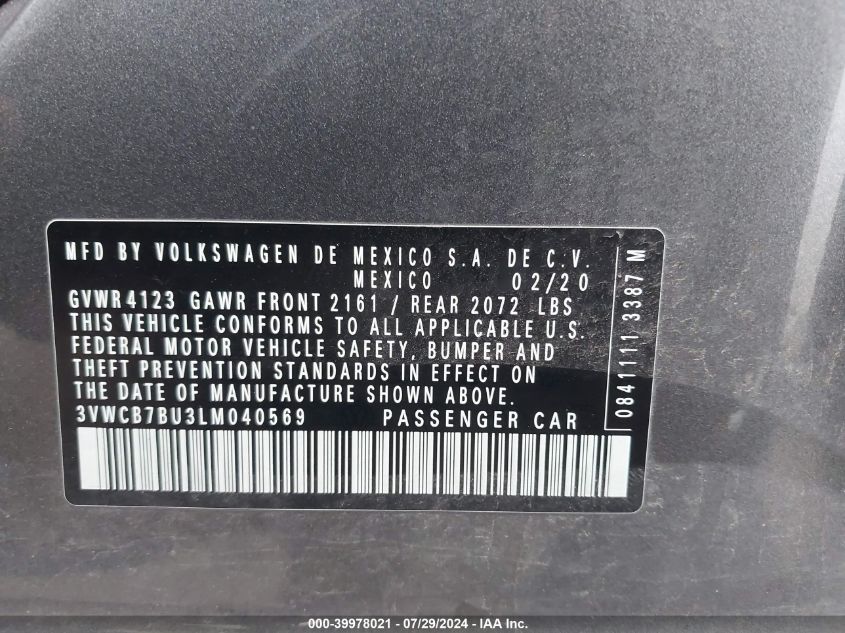 MFD BY VOLKSWAGEN DE MEXICO S.A. DE C.V.
MEXICO 02/20
GVWR 4123 GAWR FRONT 2161 / REAR 2072 LBS
THIS VEHICLE CONFORMS TO ALL APPLICABLE U.S.
FEDERAL MOTOR VEHICLE SAFETY, BUMPER AND
THEFT PREVENTION STANDARDS IN EFFECT ON
THE DATE OF MANUFACTURE SHOWN ABOVE.
3VWCB7BU3LM040569 PASSENGER CAR
0841111 3387 M
000-39978021 / 07/29/2024 - IAA Inc.